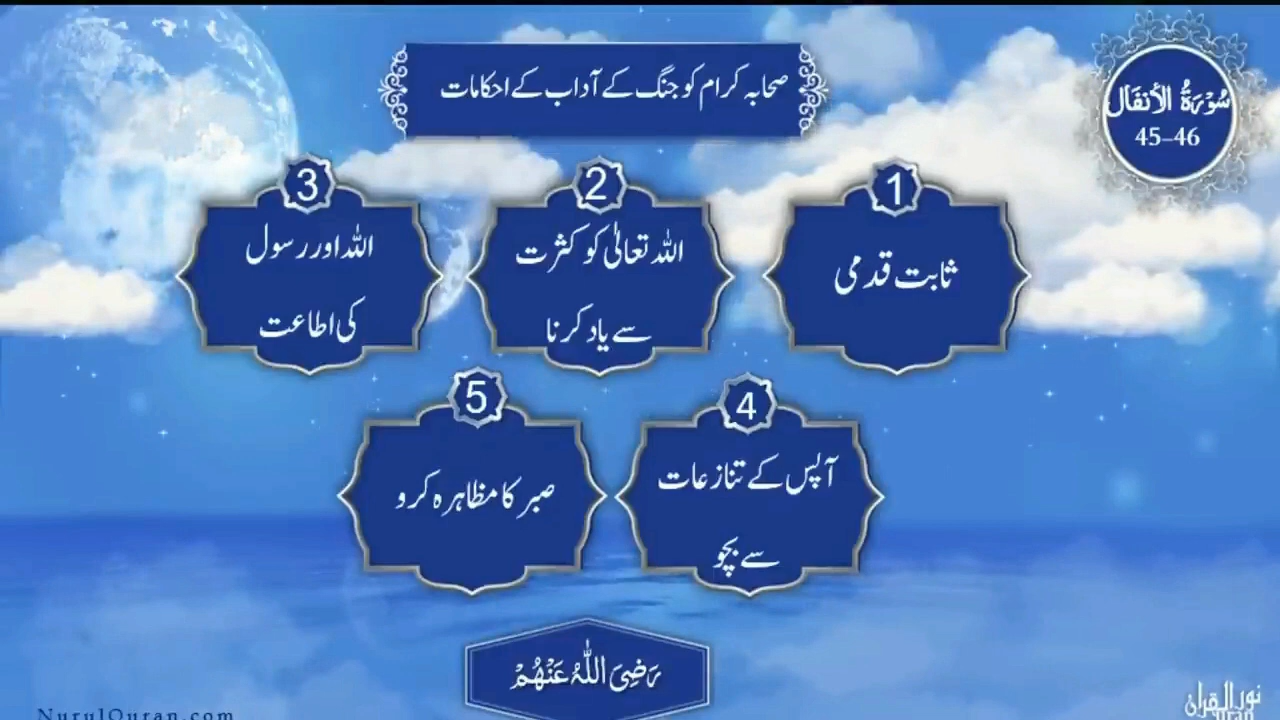 صحابہ کرام کو جنگ کے آداب کے احکامات
سُوْرَةُ الْأَنفَال
45-46
1
ثابت قدمی
2
اللہ تعالیٰ کو کثرت
سے یاد کرنا
3
اللہ اور رسول
کی اطاعت
4
آپس کے تنازعات
سے بچو
5
صبر کا مظاہرہ کرو
رَضِیَ اللّٰهُ عَنْهُمْ
NurulQuran.com
نور القرآن